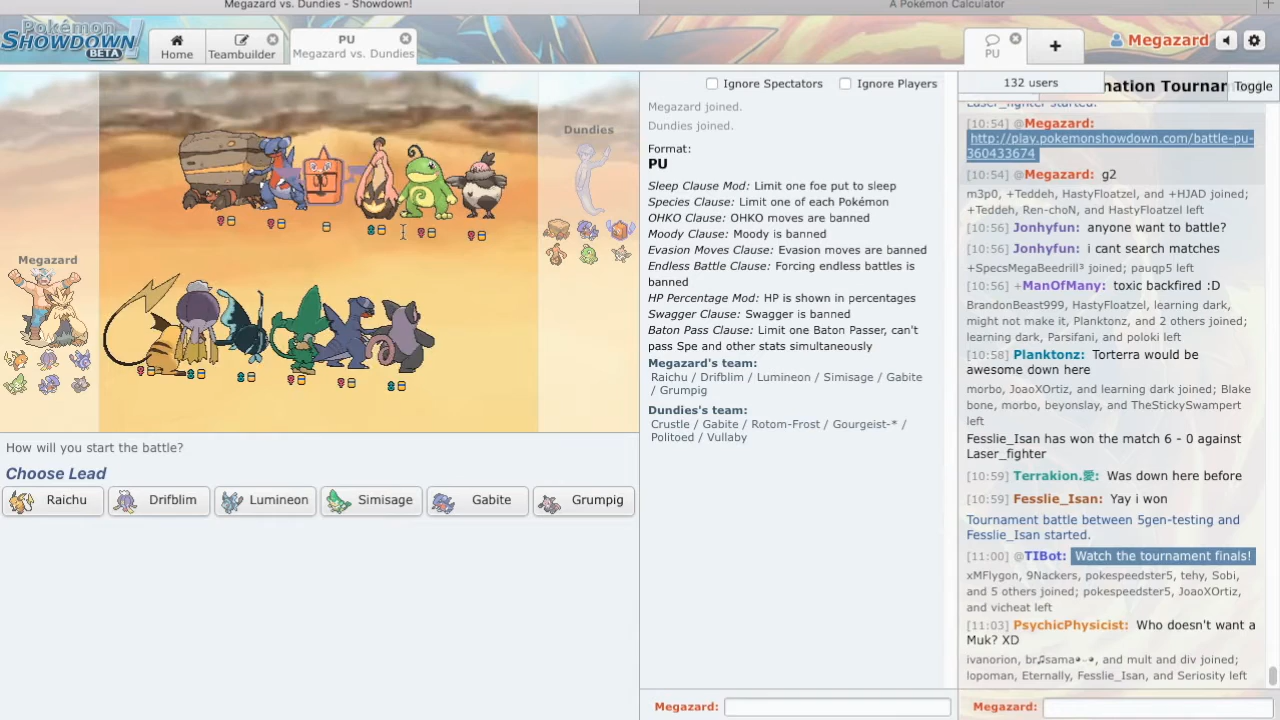 Megazard vs. Dundies - Showdown!
A Pokémon Calculator
Pokémon
SHOWDOWN!
BETA
Home
Teambuilder
PU
Megazard vs. Dundies
PU
Megazard
132 users
nation Tournar
Toggle
Ignore Spectators
Ignore Players
Dundies
Megazard
How will you start the battle?
Choose Lead
Raichu
Drifblim
Lumineon
Simisage
Gabite
Grumpig
Megazard joined.
Dundies joined.
Format:
PU
Sleep Clause Mod: Limit one foe put to sleep
Species Clause: Limit one of each Pokémon
OHKO Clause: OHKO moves are banned
Moody Clause: Moody is banned
Evasion Moves Clause: Evasion moves are banned
Endless Battle Clause: Forcing endless battles is
banned
HP Percentage Mod: HP is shown in percentages
Swagger Clause: Swagger is banned
Baton Pass Clause: Limit one Baton Passer, can't
pass Spe and other stats simultaneously
Megazard's team:
Raichu / Drifblim / Lumineon / Simisage / Gabite
/ Grumpig
Dundies's team:
Crustle / Gabite / Rotom-Frost / Gourgeist-* /
Politoed / Vullaby
Megazard:
Laser_fighter started.
[10:54] @Megazard:
http://play.pokemonshowdown.com/battle-pu-
360433674
[10:54] @Megazard: g2
m3p0, +Teddeh, HastyFloatzel, and +HJAD joined;
+Teddeh, Ren-choN, and HastyFloatzel left
[10:56] Jonhyfun: anyone want to battle?
[10:56] Jonhyfun: i cant search matches
+SpecsMegaBeedrill³ joined; pauqp5 left
[10:56] +ManOfMany: toxic backfired :D
BrandonBeast999, HastyFloatzel, learning dark,
might not make it, Planktonz, and 2 others joined;
learning dark, Parsifani, and poloki left
[10:58] Planktonz: Torterra would be
awesome down here
morbo, JoaoXOrtiz, and learning dark joined; Blake
bone, morbo, beyonslay, and TheStickySwampert
left
Fesslie_Isan has won the match 6 - 0 against
Laser_fighter
[10:59] Terrakion.愛: Was down here before
[10:59] Fesslie_Isan: Yay i won
Tournament battle between 5gen-testing and
Fesslie_Isan started.
[11:00] @TIBot: Watch the tournament finals!
xMFlygon, 9Nackers, pokespeedster5, tehy, Sobi,
and 5 others joined; pokespeedster5, JoaoXOrtiz,
and vicheat left
[11:03] PsychicPhysicist: Who doesn't want a
Muk? XD
ivanorion, br♫sama, and mult and div joined;
lopoman, Eternally, Fesslie_Isan, and Seriosity left
Megazard: